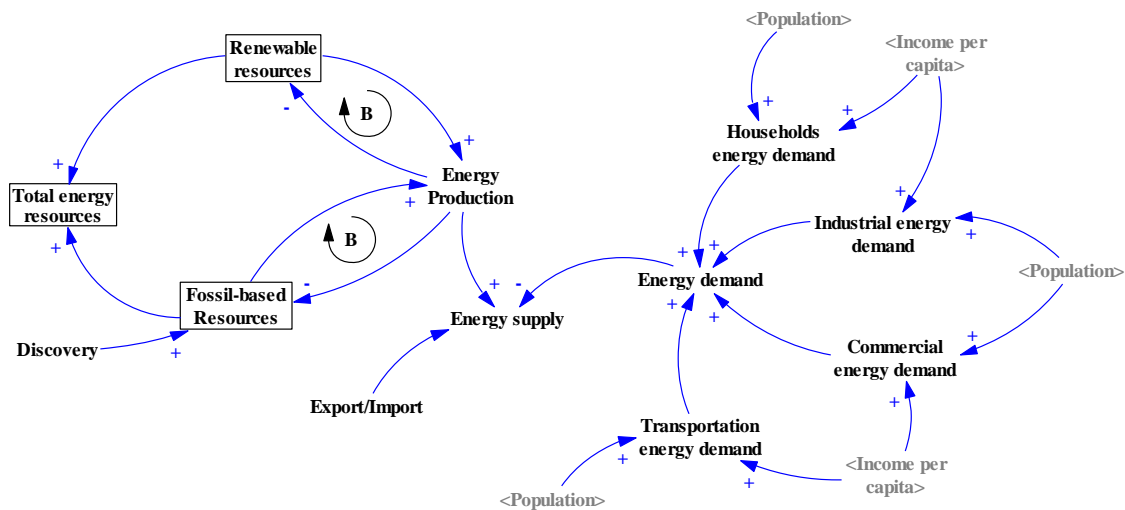 <Population>
<Income per
capita>
Renewable
resources
-
B
+
+
+
Households
energy demand
+
Energy
Production
+
Total energy
resources
+
+
Industrial energy
demand
+
B
+
+
+
<Population>
-
Energy demand
Fossil-based
Resources
+
-
+
+
Energy supply
+
Discovery
+
Commercial
energy demand
Export/Import
+
Transportation
energy demand
+
<Income per
capita>
+
<Population>